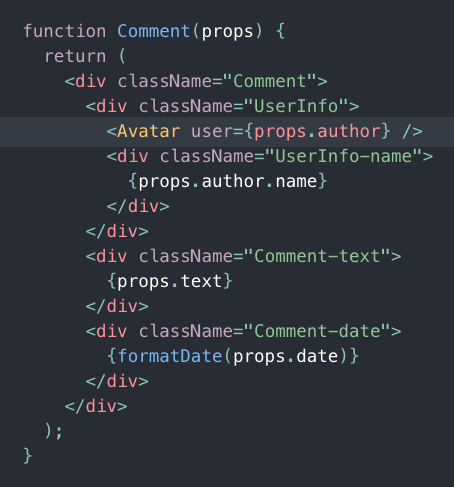 function Comment(props) {
  return (
    <div className="Comment">
      <div className="UserInfo">
        <Avatar user={props.author} />
        <div className="UserInfo-name">
          {props.author.name}
        </div>
      </div>
      <div className="Comment-text">
        {props.text}
      </div>
      <div className="Comment-date">
        {formatDate(props.date)}
      </div>
    </div>
  );
}